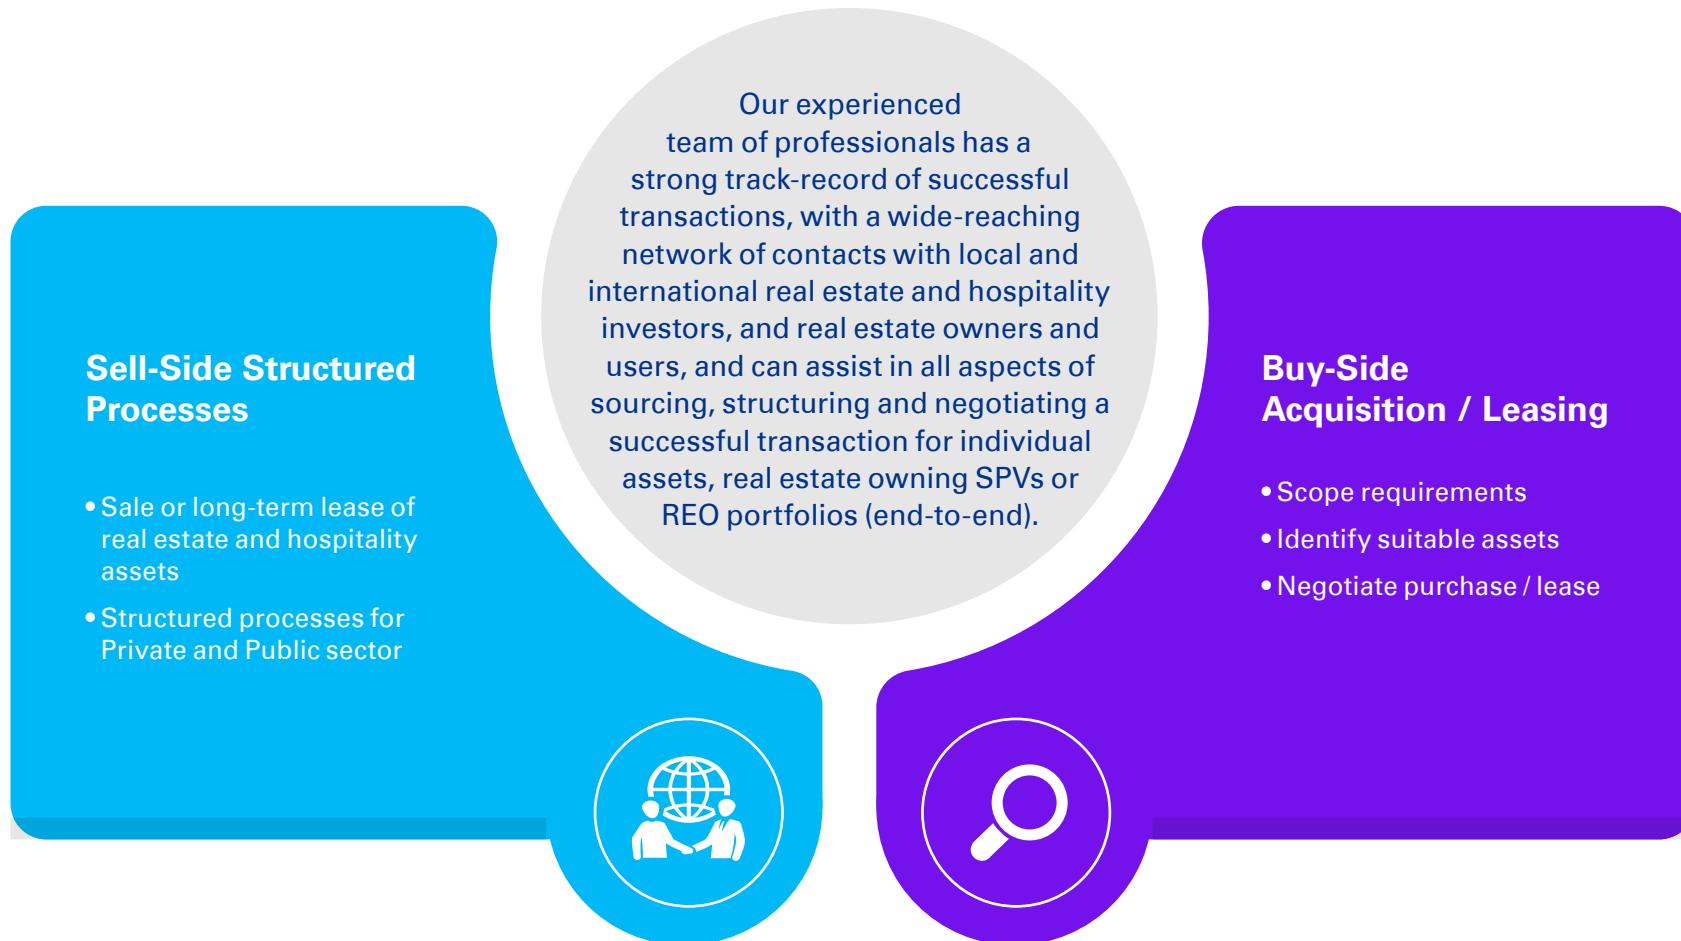 Our experienced
team of professionals has a
strong track-record of successful
transactions, with a wide-reaching
network of contacts with local and
international real estate and hospitality
investors, and real estate owners and
users, and can assist in all aspects of
sourcing, structuring and negotiating a
successful transaction for individual
assets, real estate owning SPVs or
REO portfolios (end-to-end).
Sell-Side Structured
Processes
• Sale or long-term lease of
real estate and hospitality
assets
• Structured processes for
Private and Public sector
Buy-Side
Acquisition / Leasing
• Scope requirements
• Identify suitable assets
• Negotiate purchase / lease